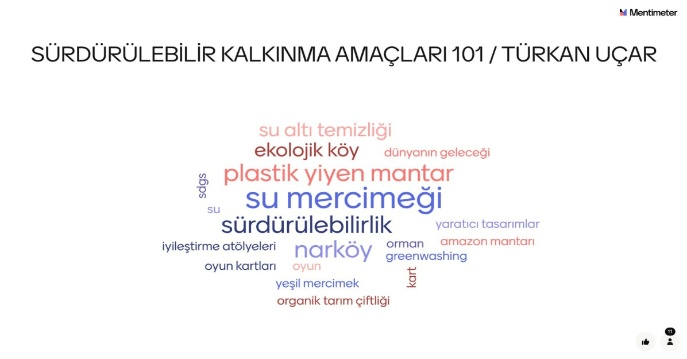 Mentimeter
SÜRDÜRÜLEBİLİR KALKINMA AMAÇLARI 101 / TÜRKAN UÇAR
su altı temizliği
ekolojik köy
dünyanın geleceği
plastik yiyen mantar
sdgs
su mercimeği
su
sürdürülebilirlik
yaratıcı tasarımlar
iyileştirme atölyeleri
narköy
orman
amazon mantarı
greenwashing
oyun kartları
oyun
kart
yeşil mercimek
organik tarım çiftliği
11